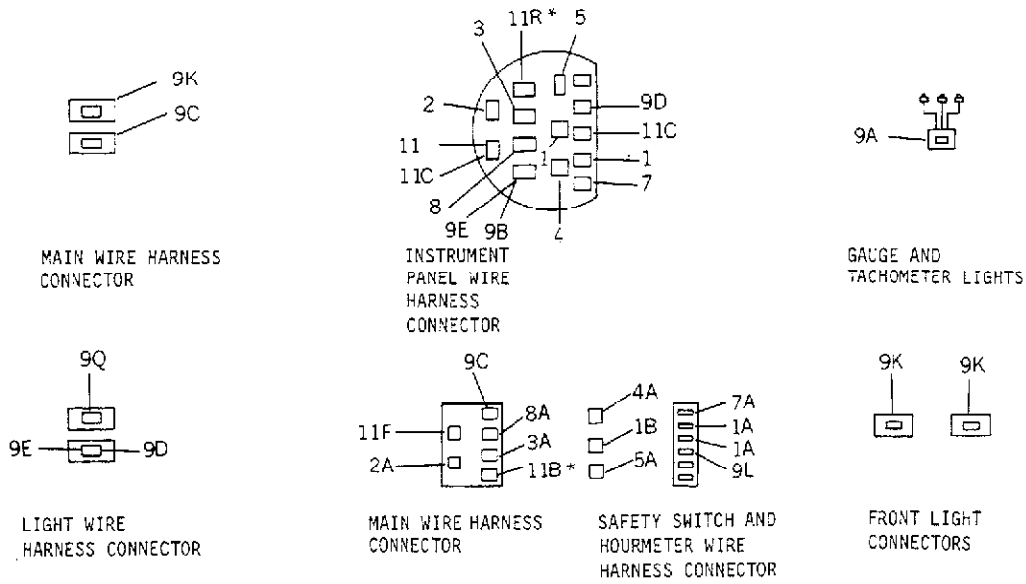 9K
9C
MAIN WIRE HARNESS
CONNECTOR
11R* 5
3
2
11
11C
8
9E 9B
1
4
9D
11C
1
7
INSTRUMENT
PANEL WIRE
HARNESS
CONNECTOR
9A
GAUGE AND
TACHOMETER LIGHTS
9Q
9E 9D
LIGHT WIRE
HARNESS CONNECTOR
9C
11F
2A
8A
3A
11B*
MAIN WIRE HARNESS
CONNECTOR
4A
1B
5A
7A
1A
1A
9L
SAFETY SWITCH AND
HOURMETER WIRE
HARNESS CONNECTOR
9K 9K
FRONT LIGHT
CONNECTORS